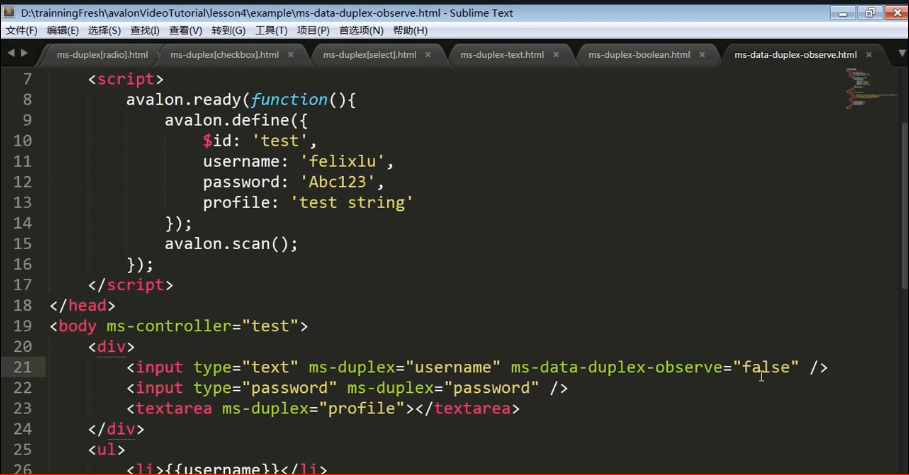 D:\trainningFresh\avalonVideoTutorial\lesson4\example\ms-data-duplex-observe.html - Sublime Text
文件(F) 编辑(E) 选择(S) 查找(I) 查看(V) 转到(G) 工具(T) 项目(P) 首选项(N) 帮助(H)
ms-duplex[radio].html ms-duplex[checkbox].html ms-duplex[select].html ms-duplex-text.html ms-duplex-boolean.html ms-data-duplex-observe.html
7 <script>
8 avalon.ready(function(){
9 avalon.define({
10 $id: 'test',
11 username: 'felixlu',
12 password: 'Abc123',
13 profile: 'test string'
14 });
15 avalon.scan();
16 });
17 </script>
18 </head>
19 <body ms-controller="test">
20 <div>
21 <input type="text" ms-duplex="username" ms-data-duplex-observe="false" />
22 <input type="password" ms-duplex="password" />
23 <textarea ms-duplex="profile"></textarea>
24 </div>
25 <ul>
26 <li>{{username}}</li>